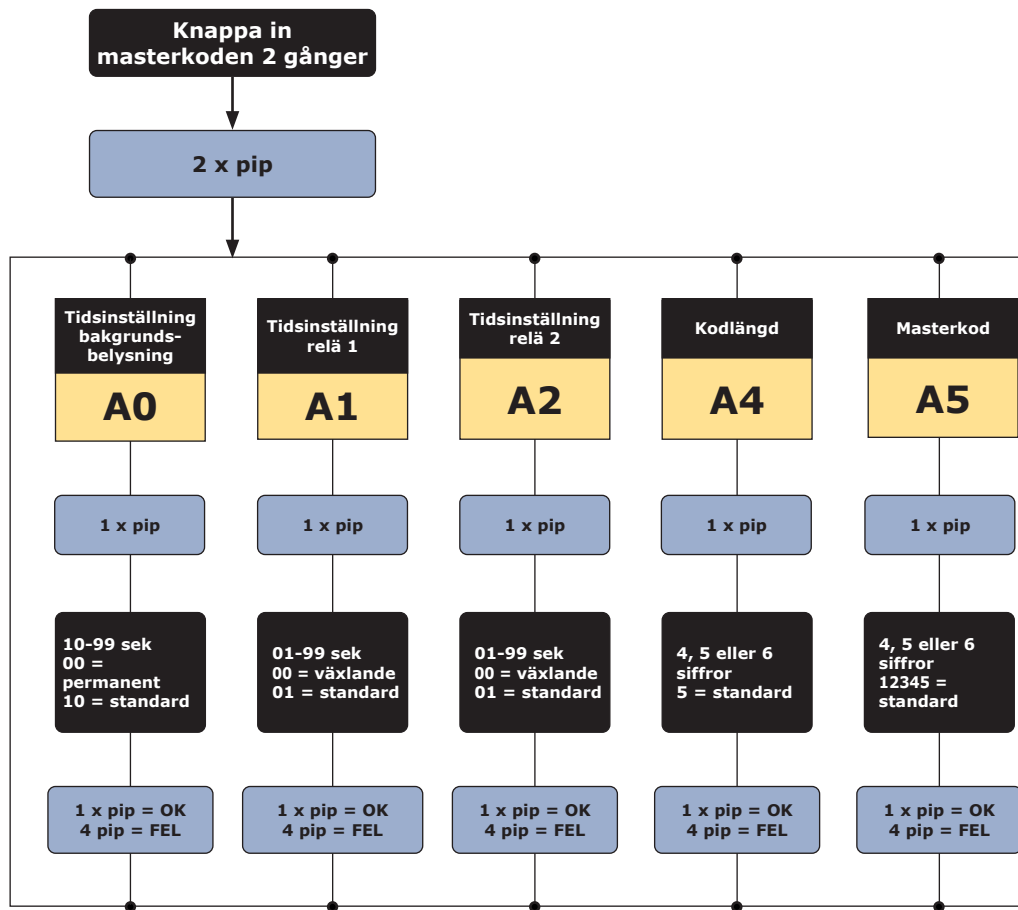 Knappa in
masterkoden 2 gånger
2 x pip
Tidsinställning
bakgrunds-
belysning
A0
1 x pip
10-99 sek
00 =
permanent
10 = standard
1 x pip = OK
4 pip = FEL
Tidsinställning
relä 1
A1
1 x pip
01-99 sek
00 = växlande
01 = standard
1 x pip = OK
4 pip = FEL
Tidsinställning
relä 2
A2
1 x pip
01-99 sek
00 = växlande
01 = standard
1 x pip = OK
4 pip = FEL
Kodlängd
A4
1 x pip
4, 5 eller 6
siffror
5 = standard
1 x pip = OK
4 pip = FEL
Masterkod
A5
1 x pip
4, 5 eller 6
siffror
12345 =
standard
1 x pip = OK
4 pip = FEL